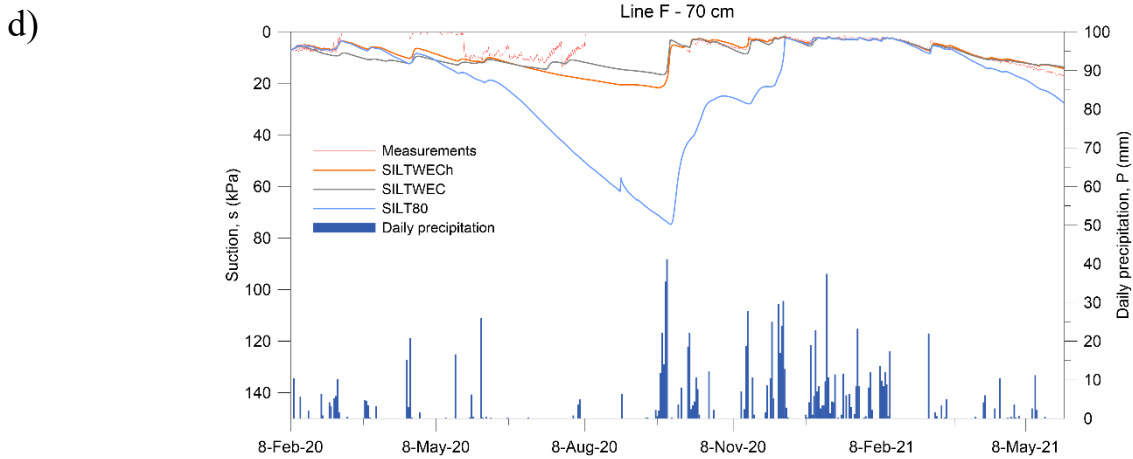 d)
Line F - 70 cm
Suction, s (kPa)
0
20
40
60
80
100
120
140
Measurements
SILTWECh
SILTWEC
SILT80
Daily precipitation
100
90
80
70
60
50
40
30
20
10
0
Daily precipitation, P (mm)
8-Feb-20
8-May-20
8-Aug-20
8-Nov-20
8-Feb-21
8-May-21